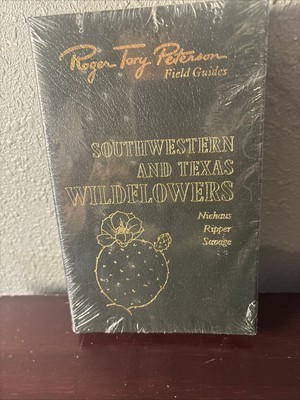 Roger Tory Peterson
Field Guides
SOUTHWESTERN
AND TEXAS
WILDFLOWERS
Niehaus
Ripper
Savage